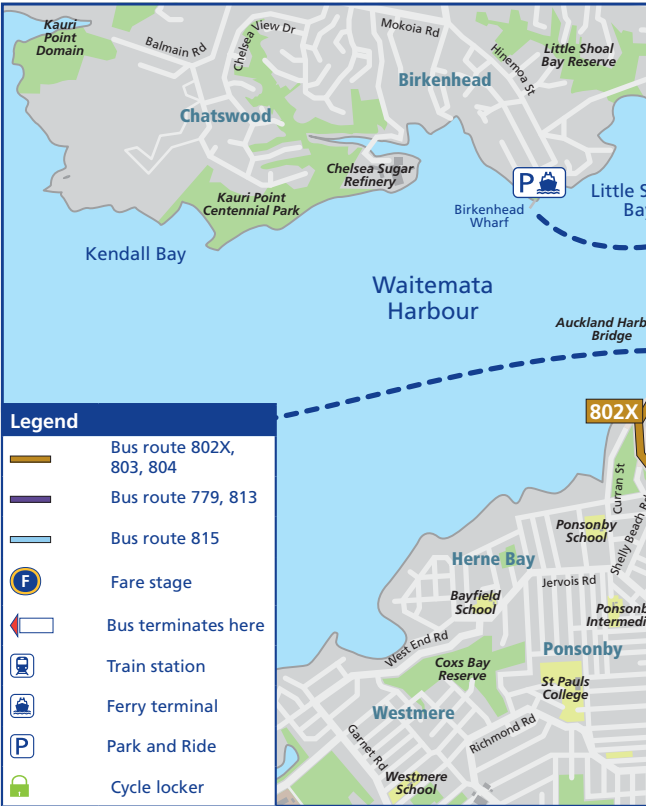 Kauri
Point
Domain
Balmain Rd
Chelsea View Dr
Mokoia Rd
Hinemoa St
Little Shoal
Bay Reserve
Birkenhead
Chatswood
Chelsea Sugar
Refinery
Kauri Point
Centennial Park
P
Birkenhead
Wharf
Little S
Bay
Kendall Bay
Waitemata
Harbour
Auckland Harb
Bridge
802X
Curran St
Shelly Beach Rd
Ponsonby
School
Herne Bay
Jervois Rd
Bayfield
School
Ponsonb
Intermedi
West End Rd
Ponsonby
Coxs Bay
Reserve
St Pauls
College
Westmere
Richmond Rd
Garnet Rd
Westmere
School
Legend
Bus route 802X,
803, 804
Bus route 779, 813
Bus route 815
F
Fare stage
Bus terminates here
Train station
Ferry terminal
P
Park and Ride
Cycle locker